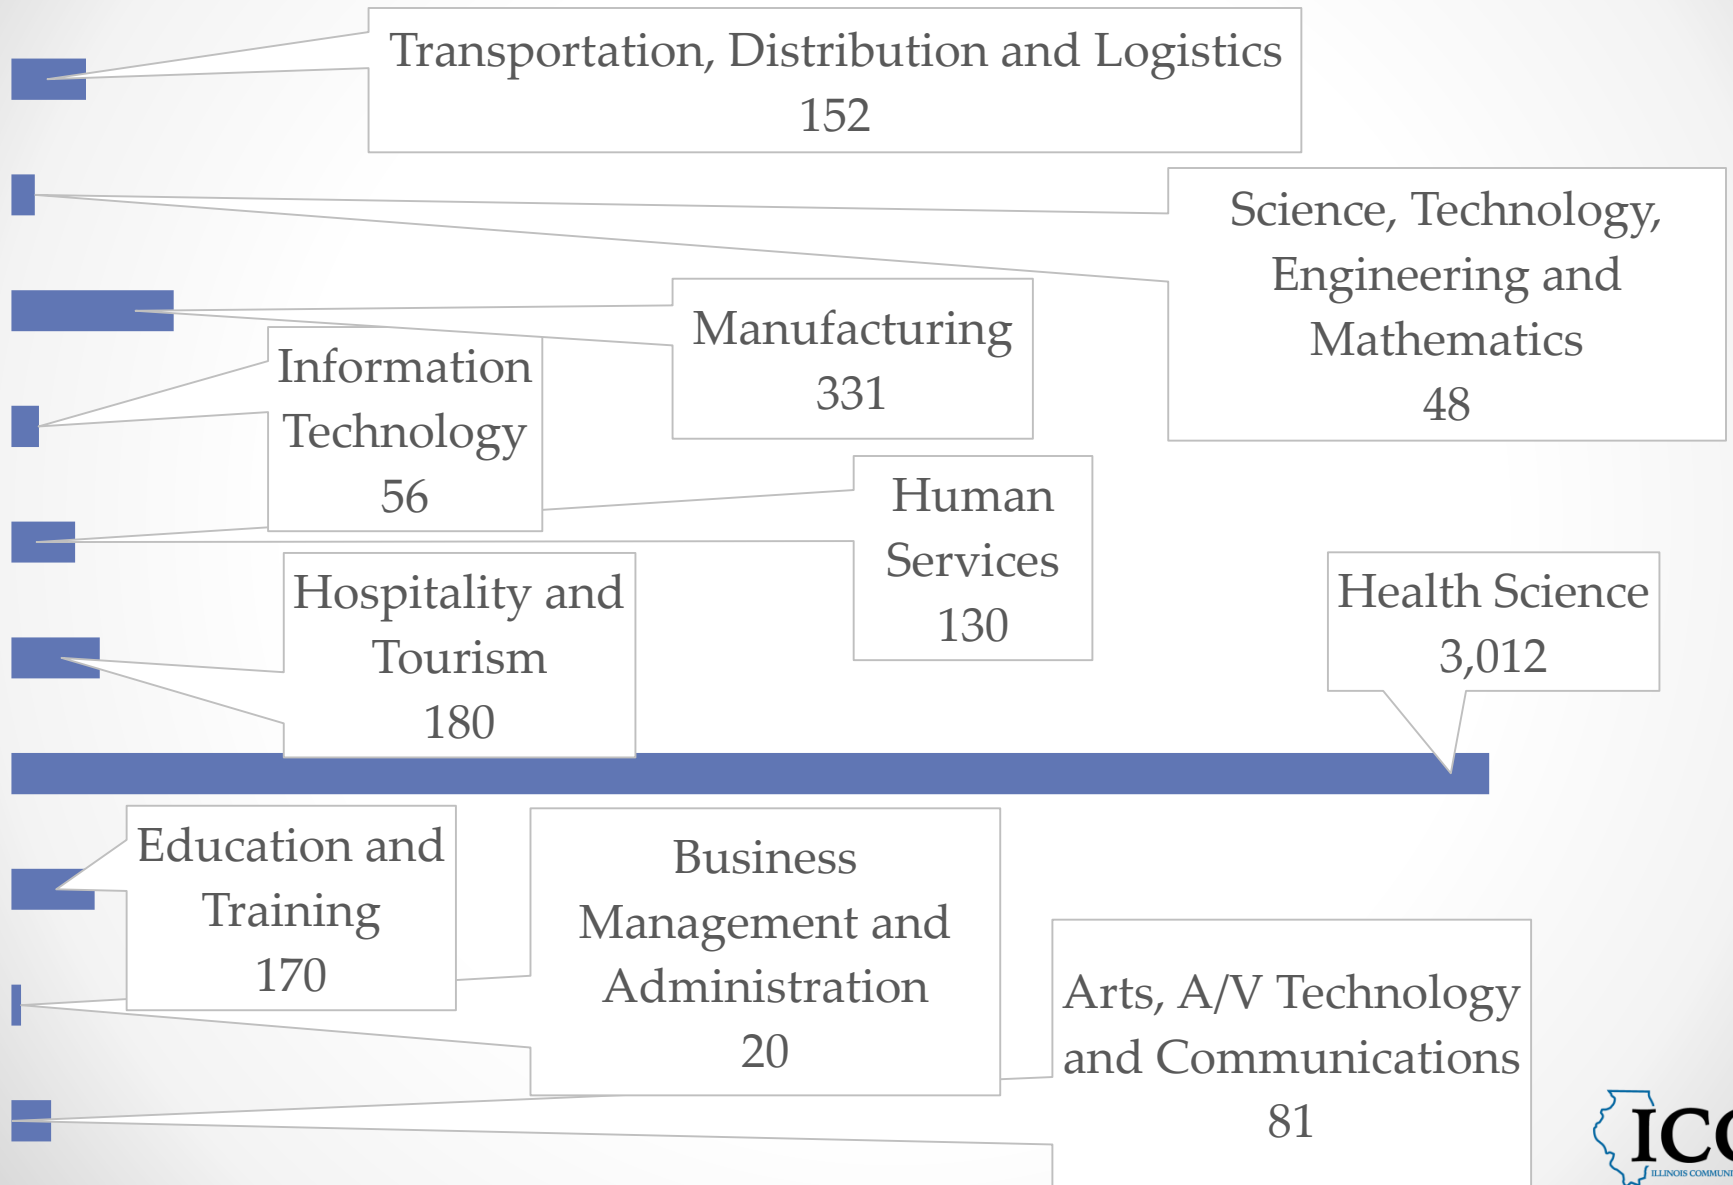 Transportation, Distribution and Logistics
152
Science, Technology,
Engineering and
Mathematics
48
Manufacturing
331
Information
Technology
56
Human
Services
130
Hospitality and
Tourism
180
Health Science
3,012
Education and
Training
170
Business
Management and
Administration
20
Arts, A/V Technology
and Communications
81
ILLINOIS